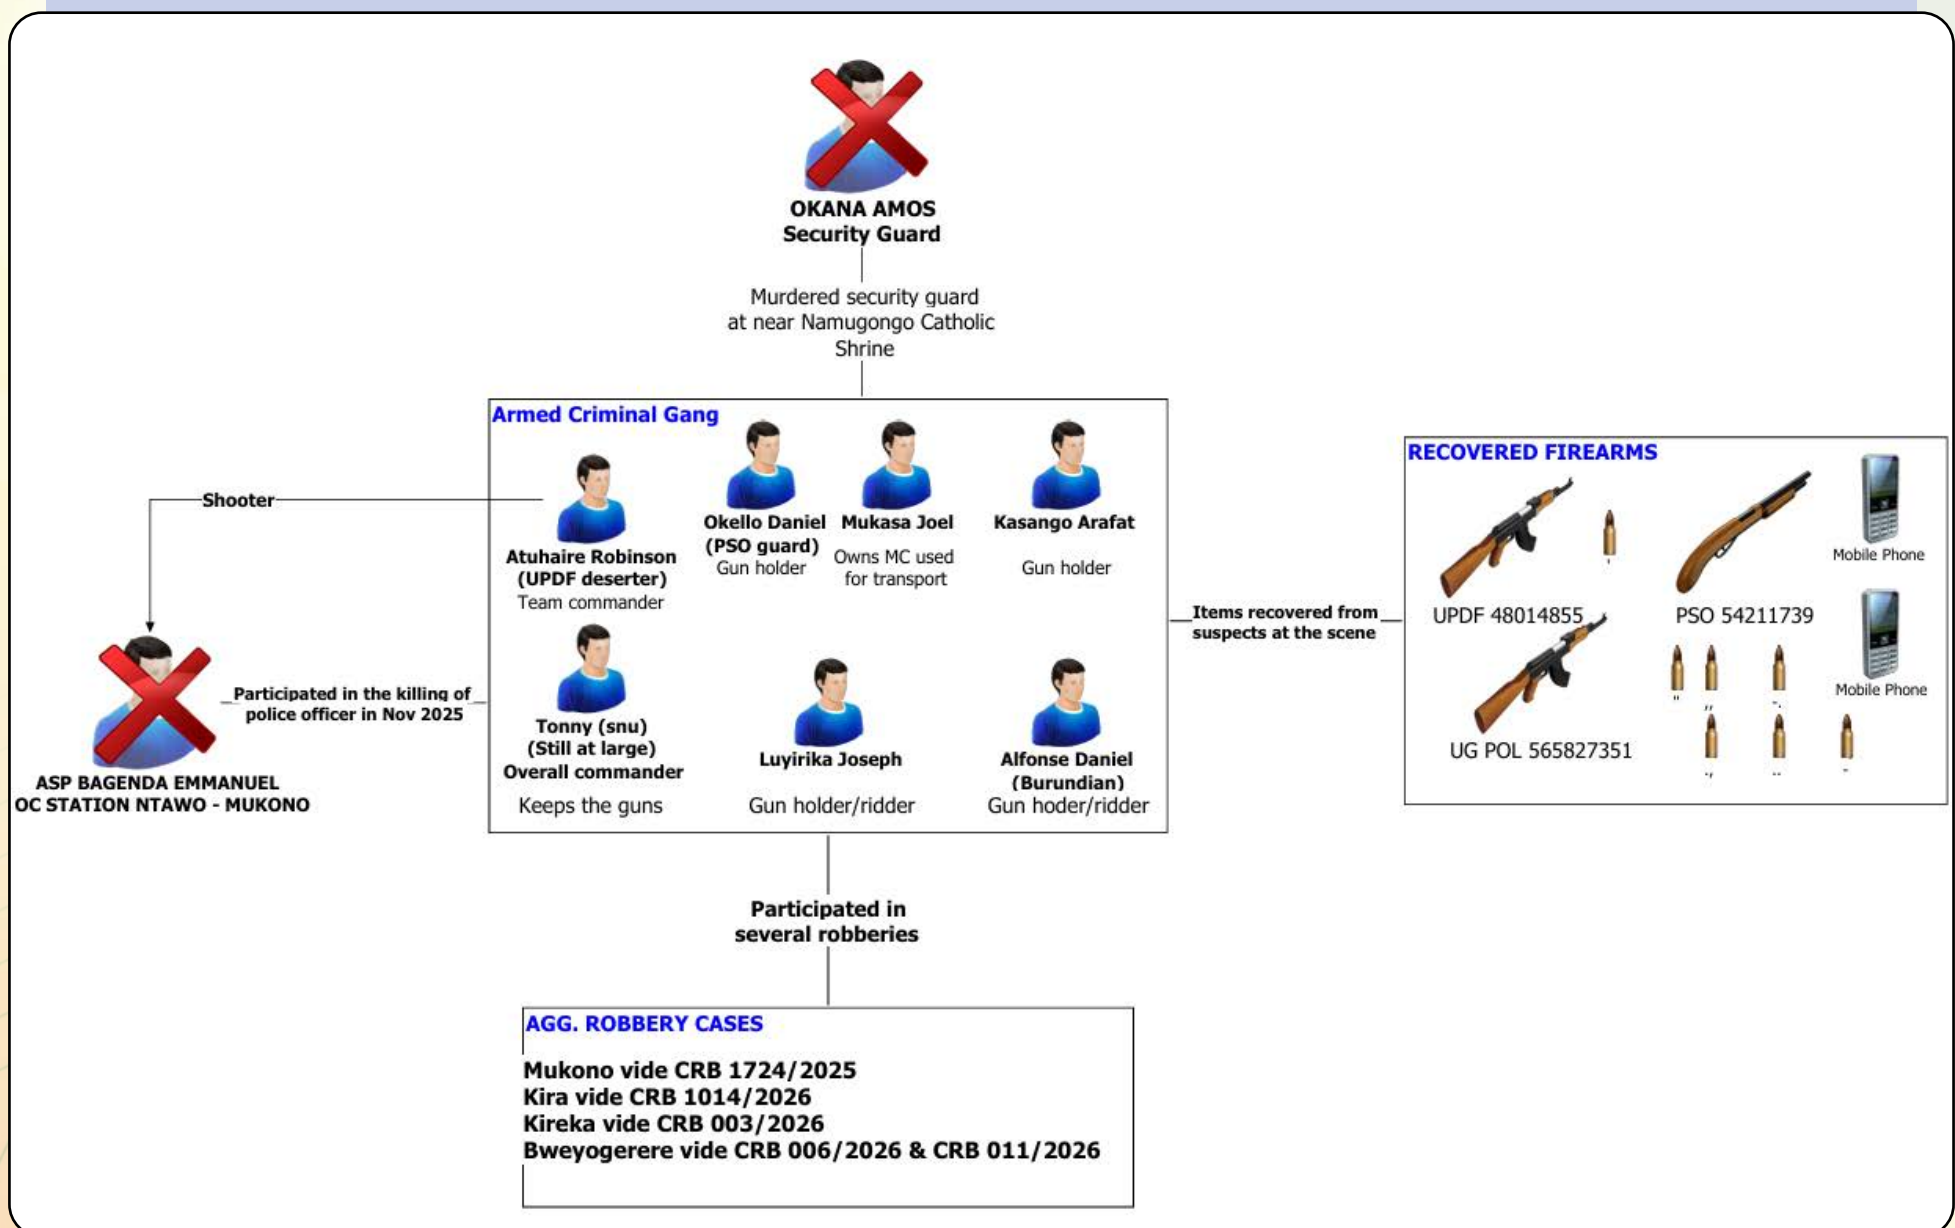 OKANA AMOS
Security Guard
Murdered security guard
at near Namugongo Catholic
Shrine
Armed Criminal Gang
Shooter
Atuhaire Robinson
(UPDF deserter)
Team commander
Okello Daniel
(PSO guard)
Gun holder
Mukasa Joel
Owns MC used
for transport
Kasango Arafat
Gun holder
Tonny (snu)
(Still at large)
Overall commander
Keeps the guns
Luyirika Joseph
Gun holder/ridder
Alfonse Daniel
(Burundian)
Gun hoder/ridder
Participated in the killing of
police officer in Nov 2025
ASP BAGENDA EMMANUEL
OC STATION NTAWO - MUKONO
Items recovered from
suspects at the scene
RECOVERED FIREARMS
UPDF 48014855
PSO 54211739
Mobile Phone
UG POL 565827351
Mobile Phone
Participated in
several robberies
AGG. ROBBERY CASES
Mukono vide CRB 1724/2025
Kira vide CRB 1014/2026
Kireka vide CRB 003/2026
Bweyogerere vide CRB 006/2026 & CRB 011/2026